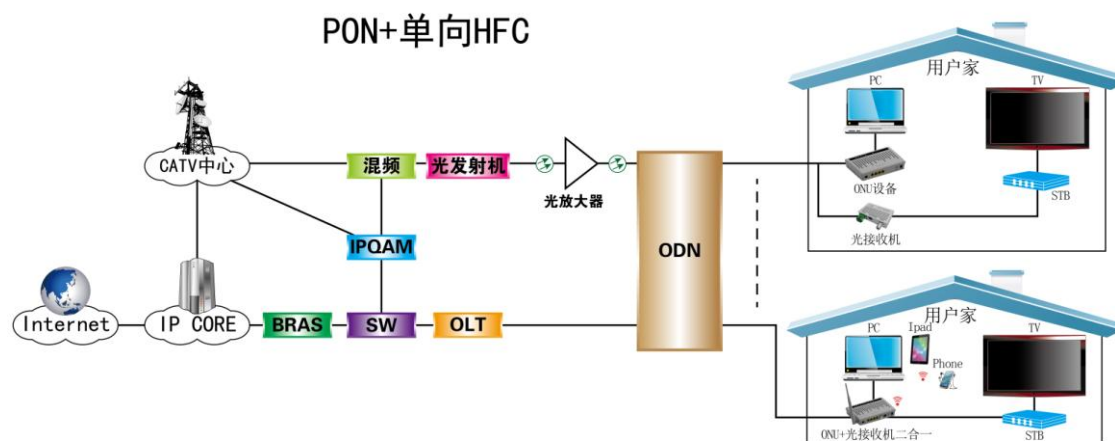 PON+单向HFC
用户家
PC
TV
CATV中心
混频
光发射机
光放大器
ONU设备
STB
光接收机
IPQAM
ODN
Internet
IP CORE
BRAS
SW
OLT
用户家
PC
Ipad
TV
Phone
ONU+光接收机二合一
STB